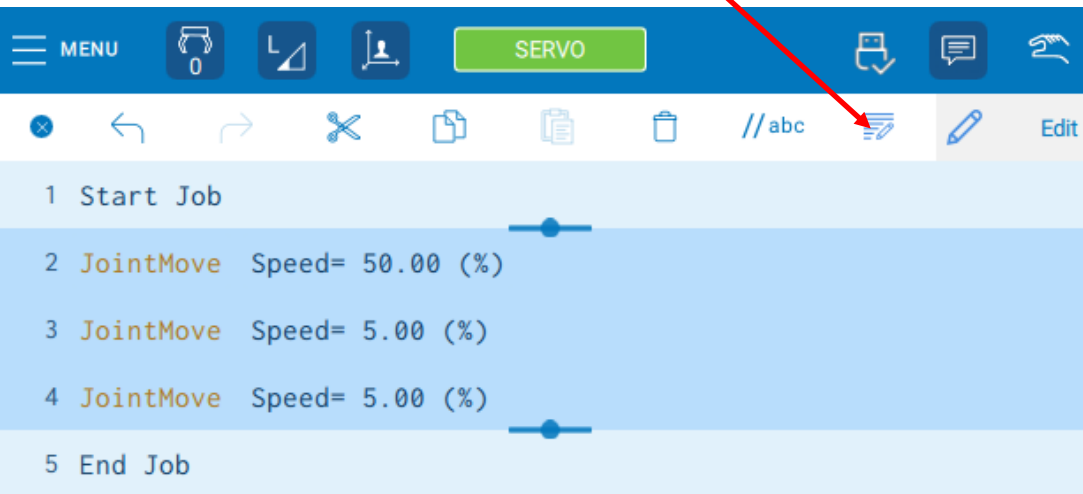 MENU 0 L SERVO
//abc Edit
1 Start Job
2 JointMove Speed= 50.00 (%)
3 JointMove Speed= 5.00 (%)
4 JointMove Speed= 5.00 (%)
5 End Job